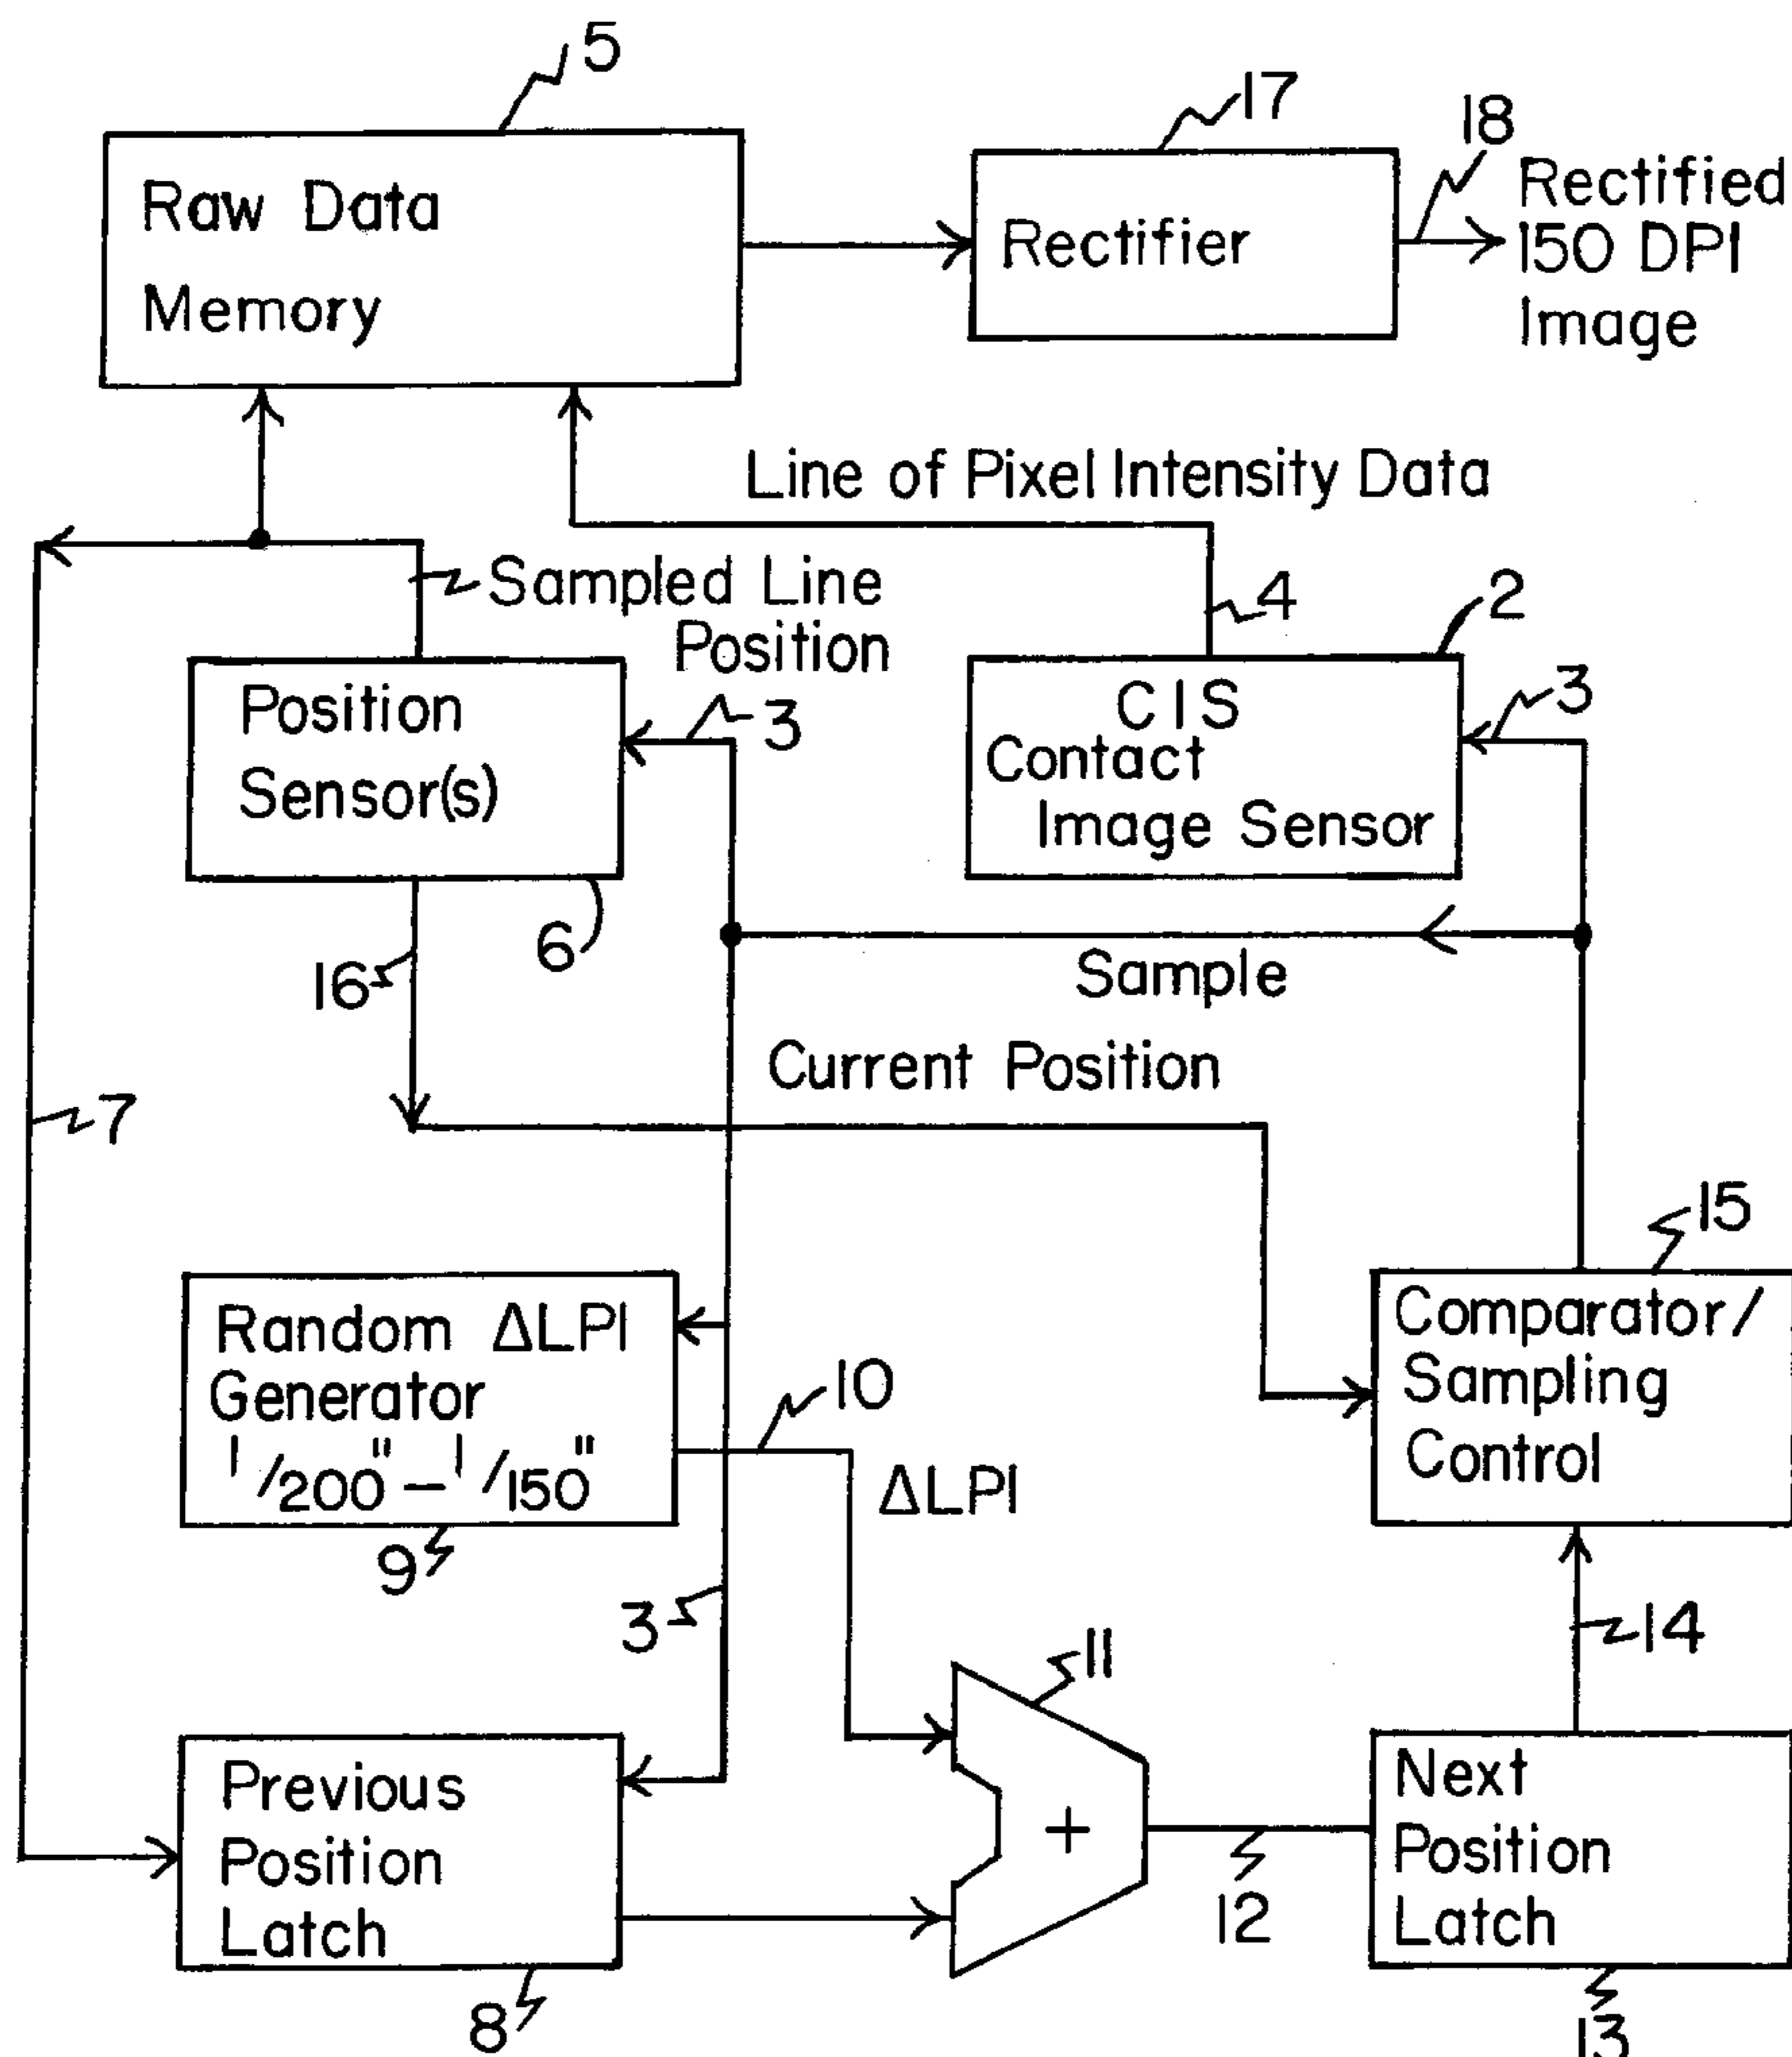 5
Raw Data
Memory
17
Rectifier
18
Rectified
150 DPI
Image
Line of Pixel Intensity Data
Sampled Line
Position
4
2
Position
Sensor(s)
3
CIS
Contact
Image Sensor
3
6
16
Sample
Current Position
7
Random ΔLPI
Generator
1/200" – 1/150"
9
10
ΔLPI
15
Comparator/
Sampling
Control
3
11
14
Previous
Position
Latch
8
+
12
Next
Position
Latch
13